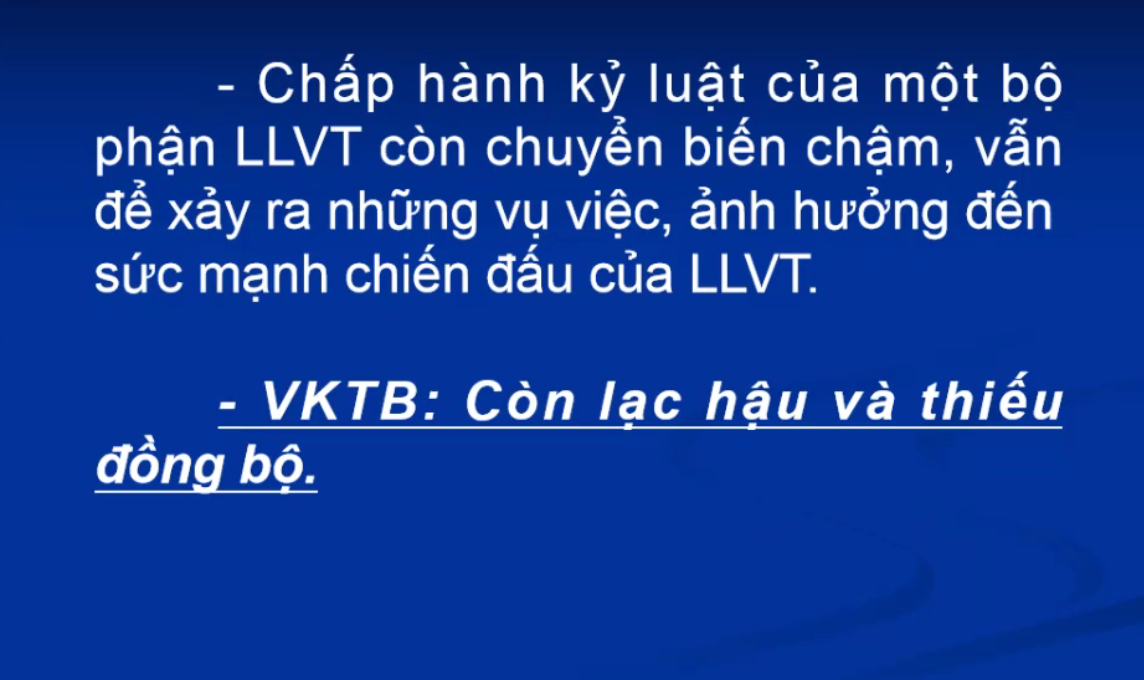 - Chấp hành kỷ luật của một bộ
phận LLVT còn chuyển biến chậm, vẫn
để xảy ra những vụ việc, ảnh hưởng đến
sức mạnh chiến đấu của LLVT.
- VKTB: Còn lạc hậu và thiếu
đồng bộ.